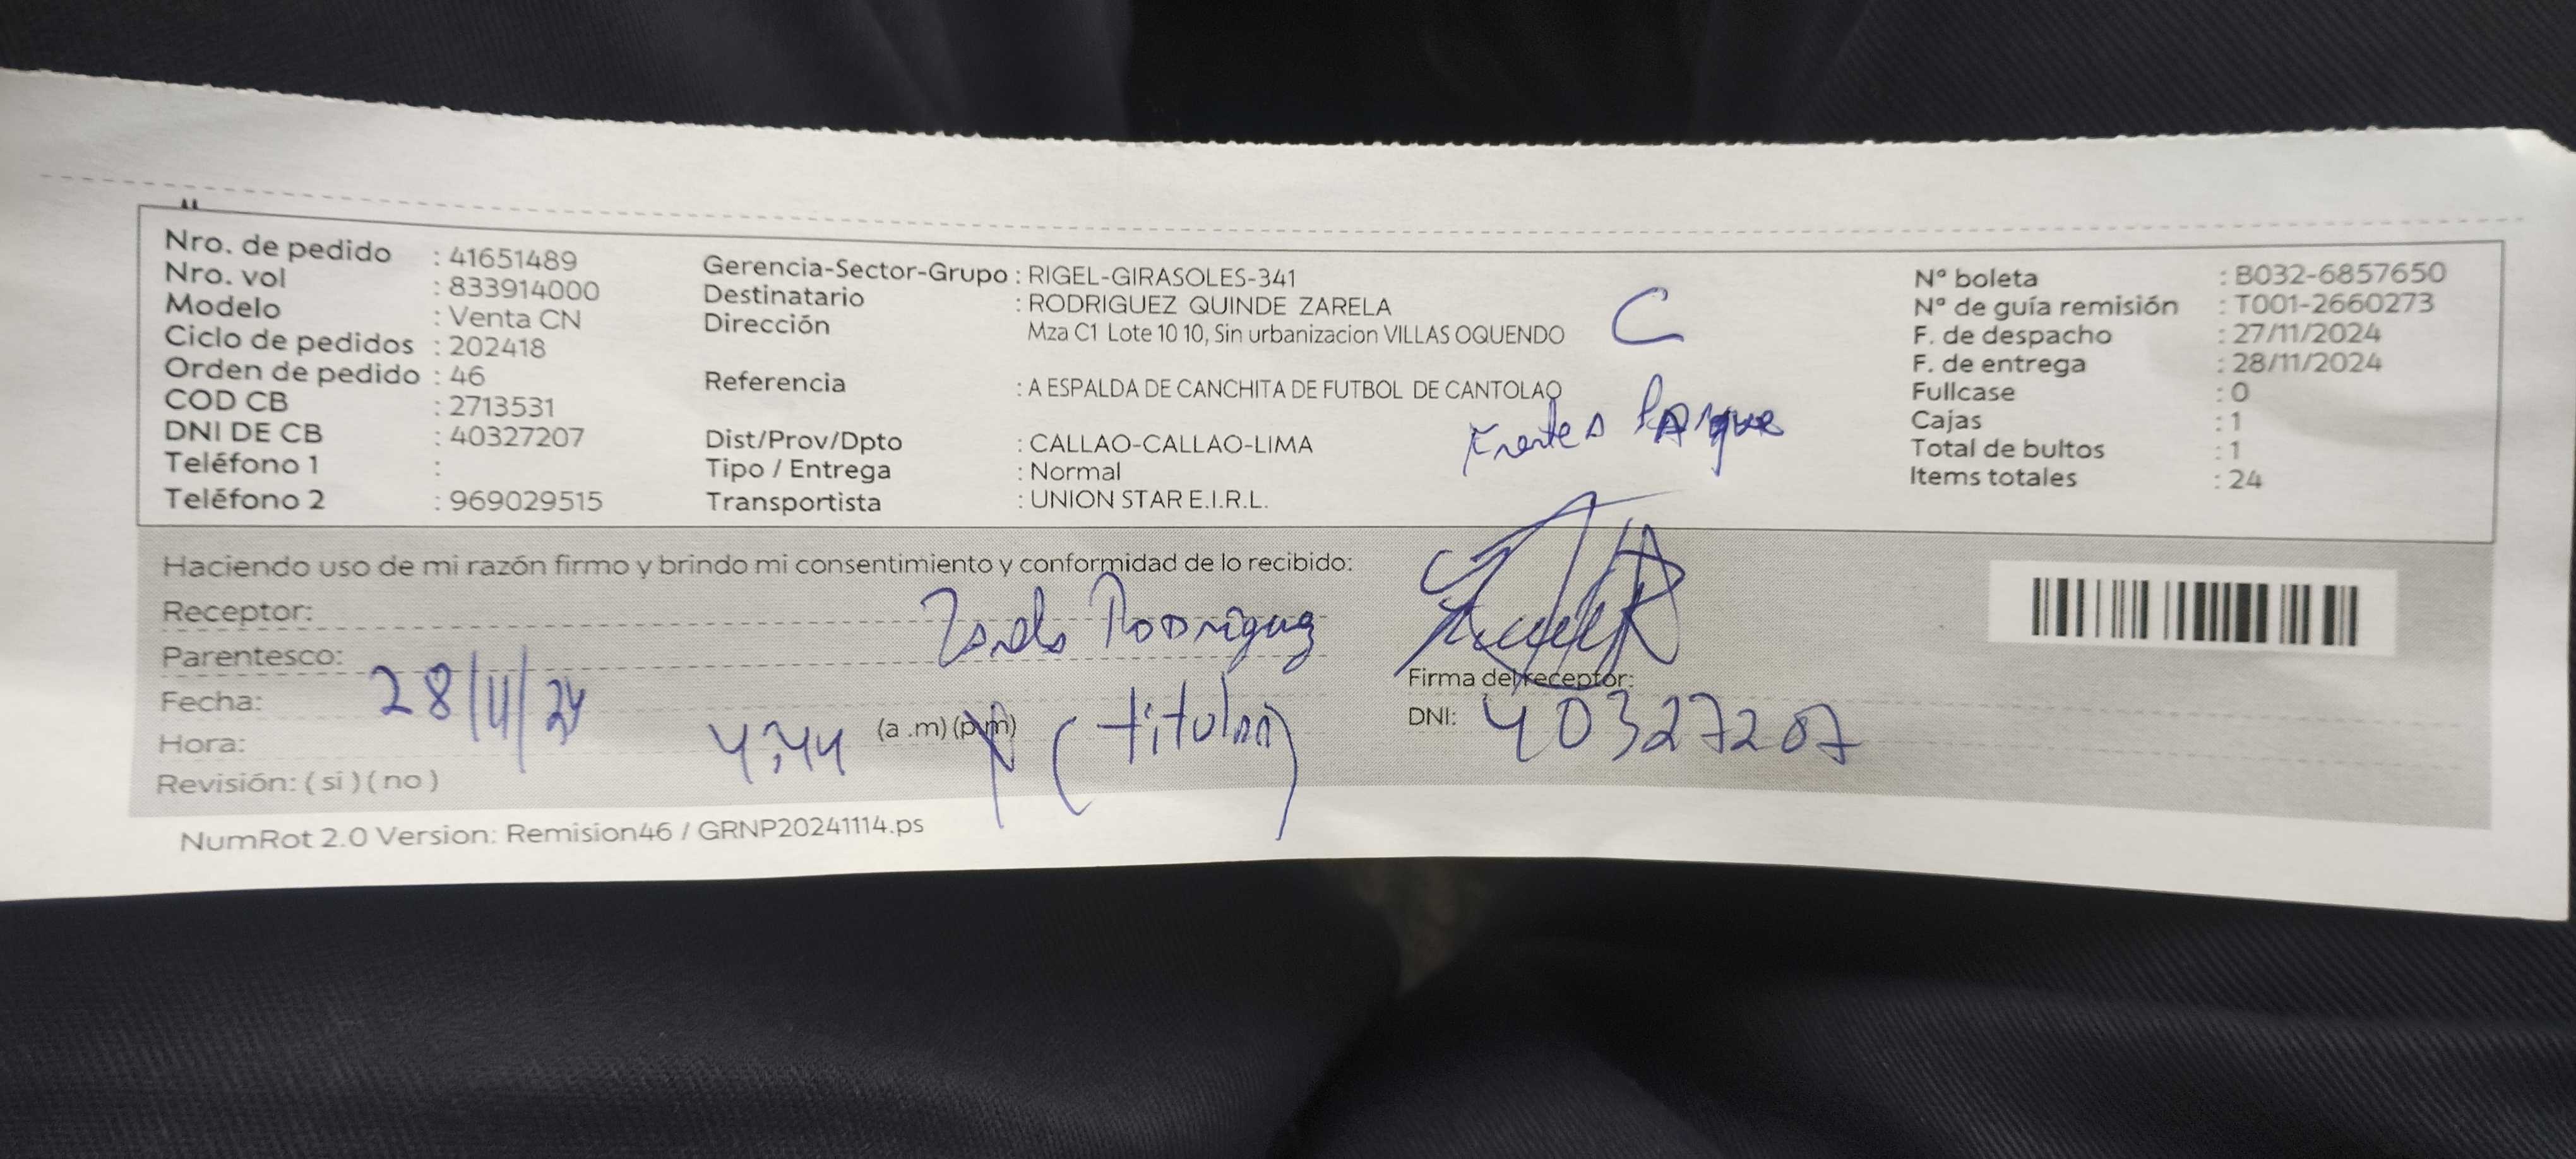 Nro. de pedido : 41651489
Nro. vol : 833914000
Modelo : Venta CN
Ciclo de pedidos : 202418
Orden de pedido : 46
COD CB : 2713531
DNI DE CB : 40327207
Teléfono 1 :
Teléfono 2 : 969029515
Gerencia-Sector-Grupo : RIGEL-GIRASOLES-341
Destinatario : RODRIGUEZ QUINDE ZARELA
Dirección Mza C1 Lote 10 10, Sin urbanizacion VILLAS OQUENDO
C
Referencia : A ESPALDA DE CANCHITA DE FUTBOL DE CANTOLAO
Parque
Dist/Prov/Dpto : CALLAO-CALLAO-LIMA
Tipo / Entrega : Normal
Transportista : UNION STAR E.I.R.L.
N° boleta : B032-6857650
N° de guía remisión : T001-2660273
F. de despacho : 27/11/2024
F. de entrega : 28/11/2024
Fullcase : 0
Cajas : 1
Total de bultos : 1
Items totales : 24
Haciendo uso de mi razón firmo y brindo mi consentimiento y conformidad de lo recibido:
Receptor: Rodriguez
Parentesco:
Fecha: 28/11/24
Hora: 4:44 (a .m) (p.m) (titular)
Revisión: ( si ) ( no )
Firma del receptor:
DNI: 40327207
NumRot 2.0 Version: Remision46 / GRNP20241114.ps